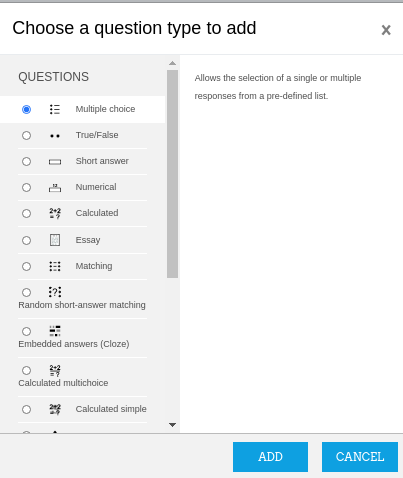 Choose a question type to add
x
QUESTIONS
Allows the selection of a single or multiple
responses from a pre-defined list.
Multiple choice
True/False
Short answer
Numerical
Calculated
Essay
Matching
Random short-answer matching
Embedded answers (Cloze)
Calculated multichoice
Calculated simple
ADD
CANCEL